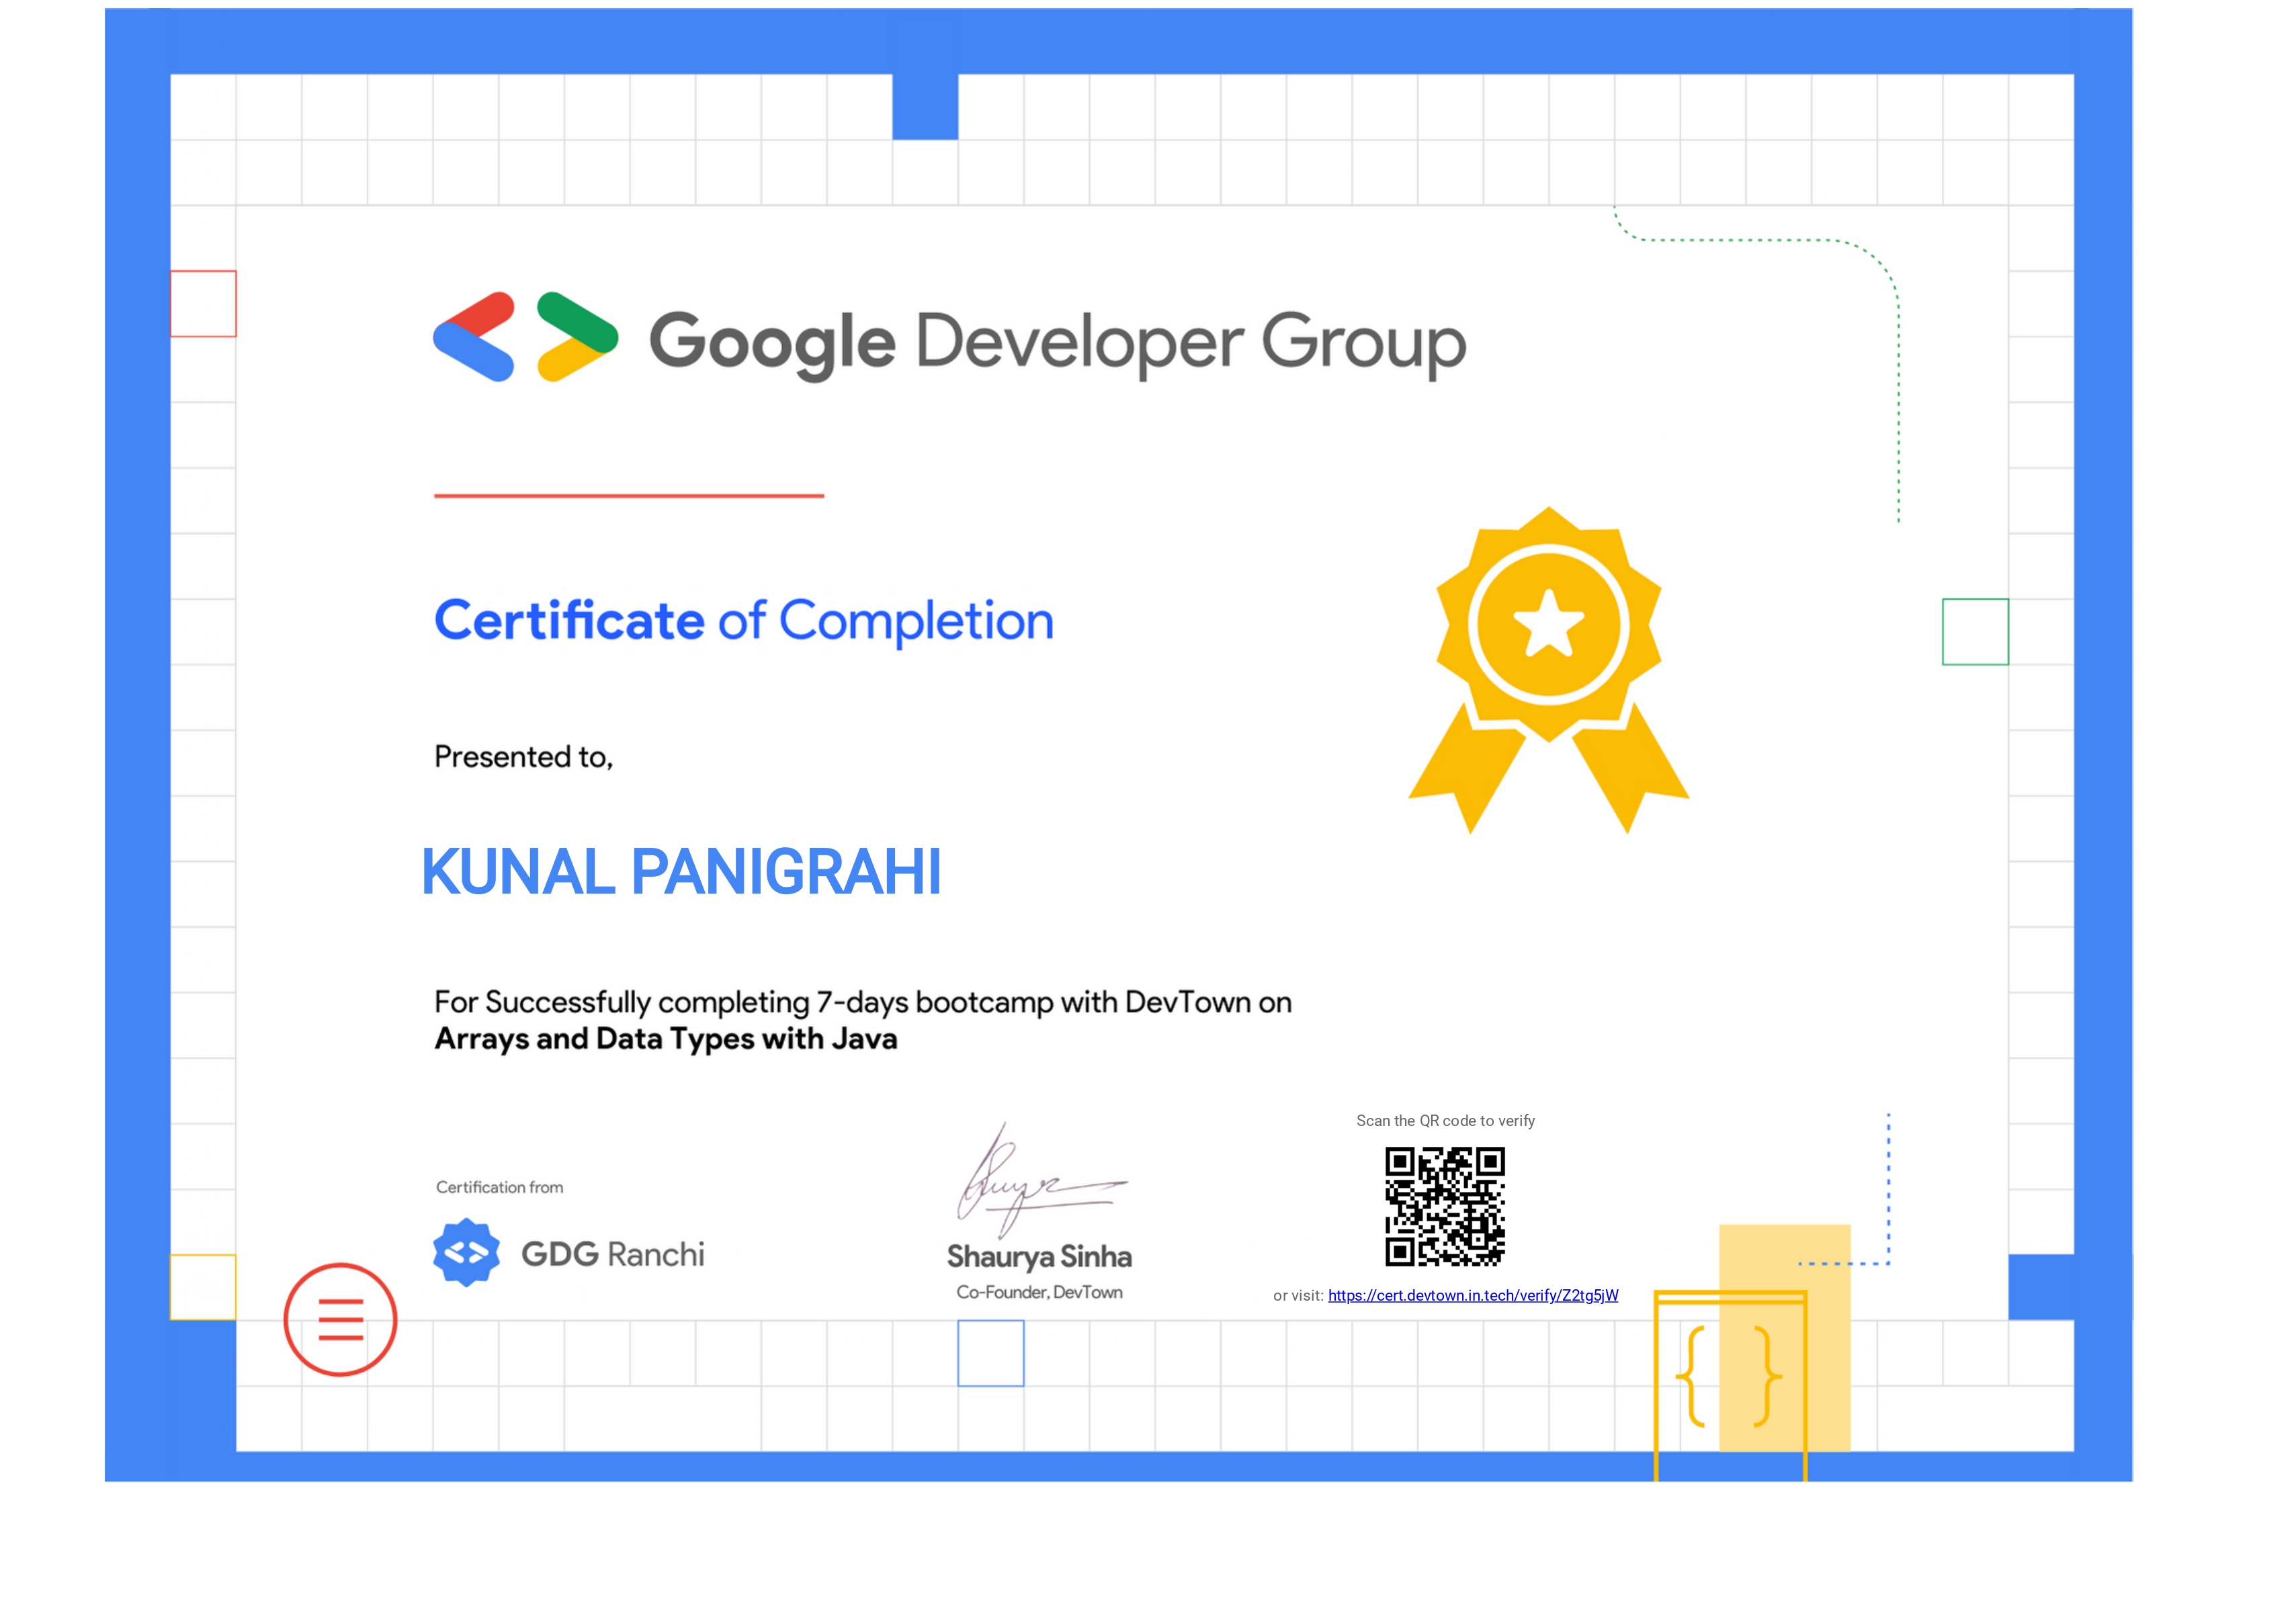 Google Developer Group
Certificate of Completion
Presented to,
KUNAL PANIGRAHI
For Successfully completing 7-days bootcamp with DevTown on
Arrays and Data Types with Java
Certification from
GDG Ranchi
Shaurya Sinha
Co-Founder, DevTown
Scan the QR code to verify
or visit: https://cert.devtown.in.tech/verify/Z2tg5jW
{ }